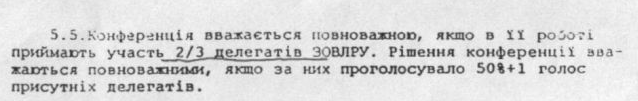 5.5.Конференція вважається повноважною, якщо в її роботі
приймають участь 2/3 делегатів ЗОВЛРУ. Рішення конференції вва-
жаються повноважними, якщо за них проголосувало 50%+1 голос
присутніх делегатів.